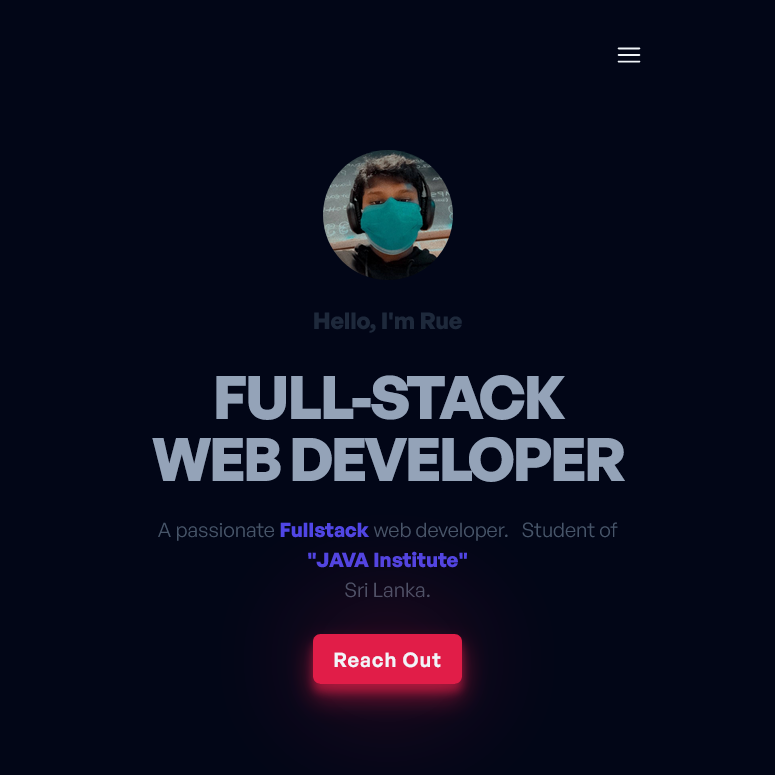 Hello, I'm Rue
FULL-STACK
WEB DEVELOPER
A passionate Fullstack web developer. Student of
"JAVA Institute"
Sri Lanka.
Reach Out